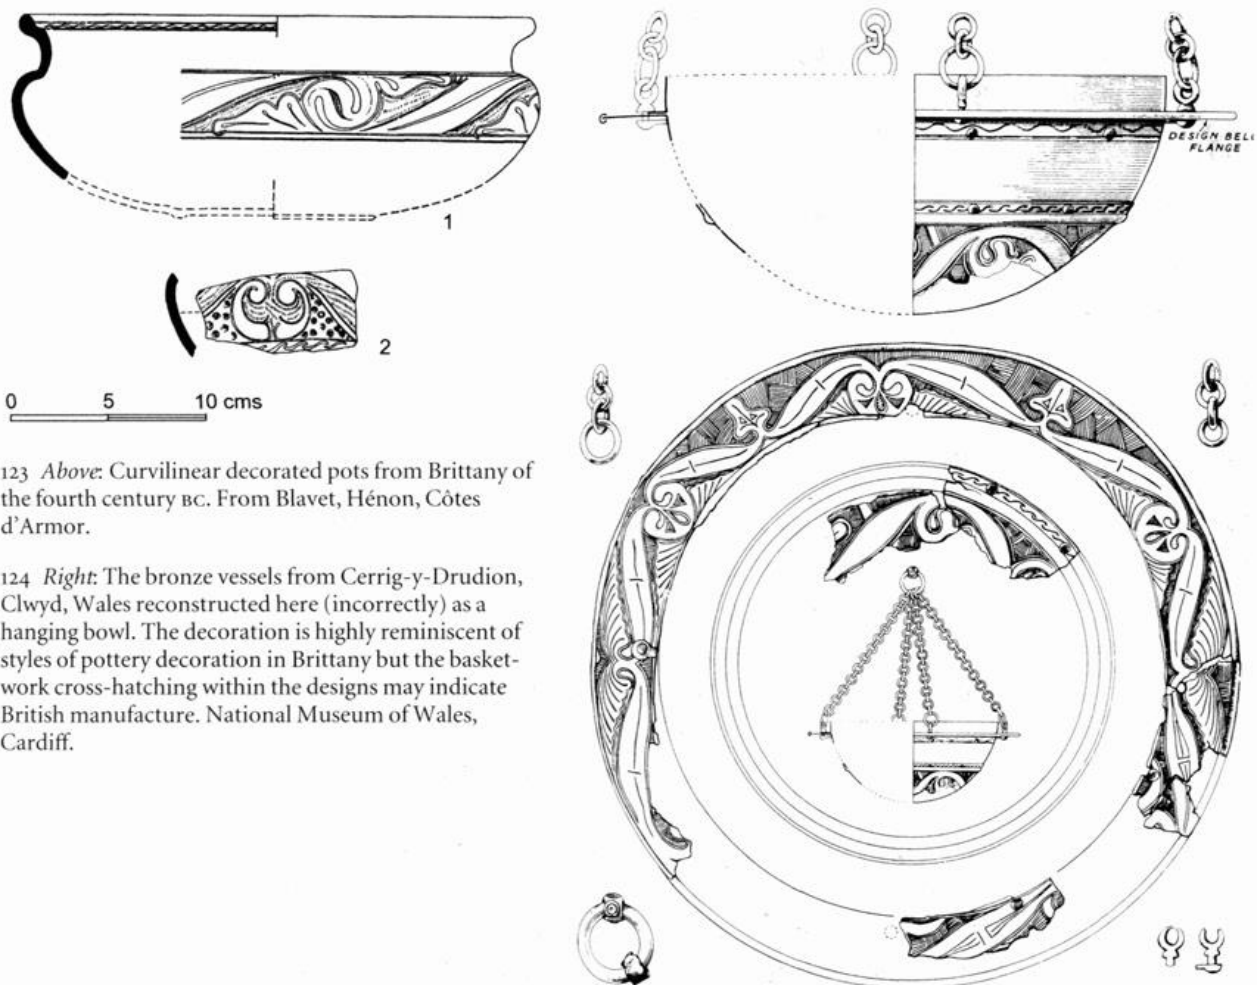 1
2
0 5 10 cms
123 Above: Curvilinear decorated pots from Brittany of
the fourth century BC. From Blavet, Hénon, Côtes
d'Armor.
124 Right: The bronze vessels from Cerrig-y-Drudion,
Clwyd, Wales reconstructed here (incorrectly) as a
hanging bowl. The decoration is highly reminiscent of
styles of pottery decoration in Brittany but the basket-
work cross-hatching within the designs may indicate
British manufacture. National Museum of Wales,
Cardiff.
DESIGN BELO
FLANGE